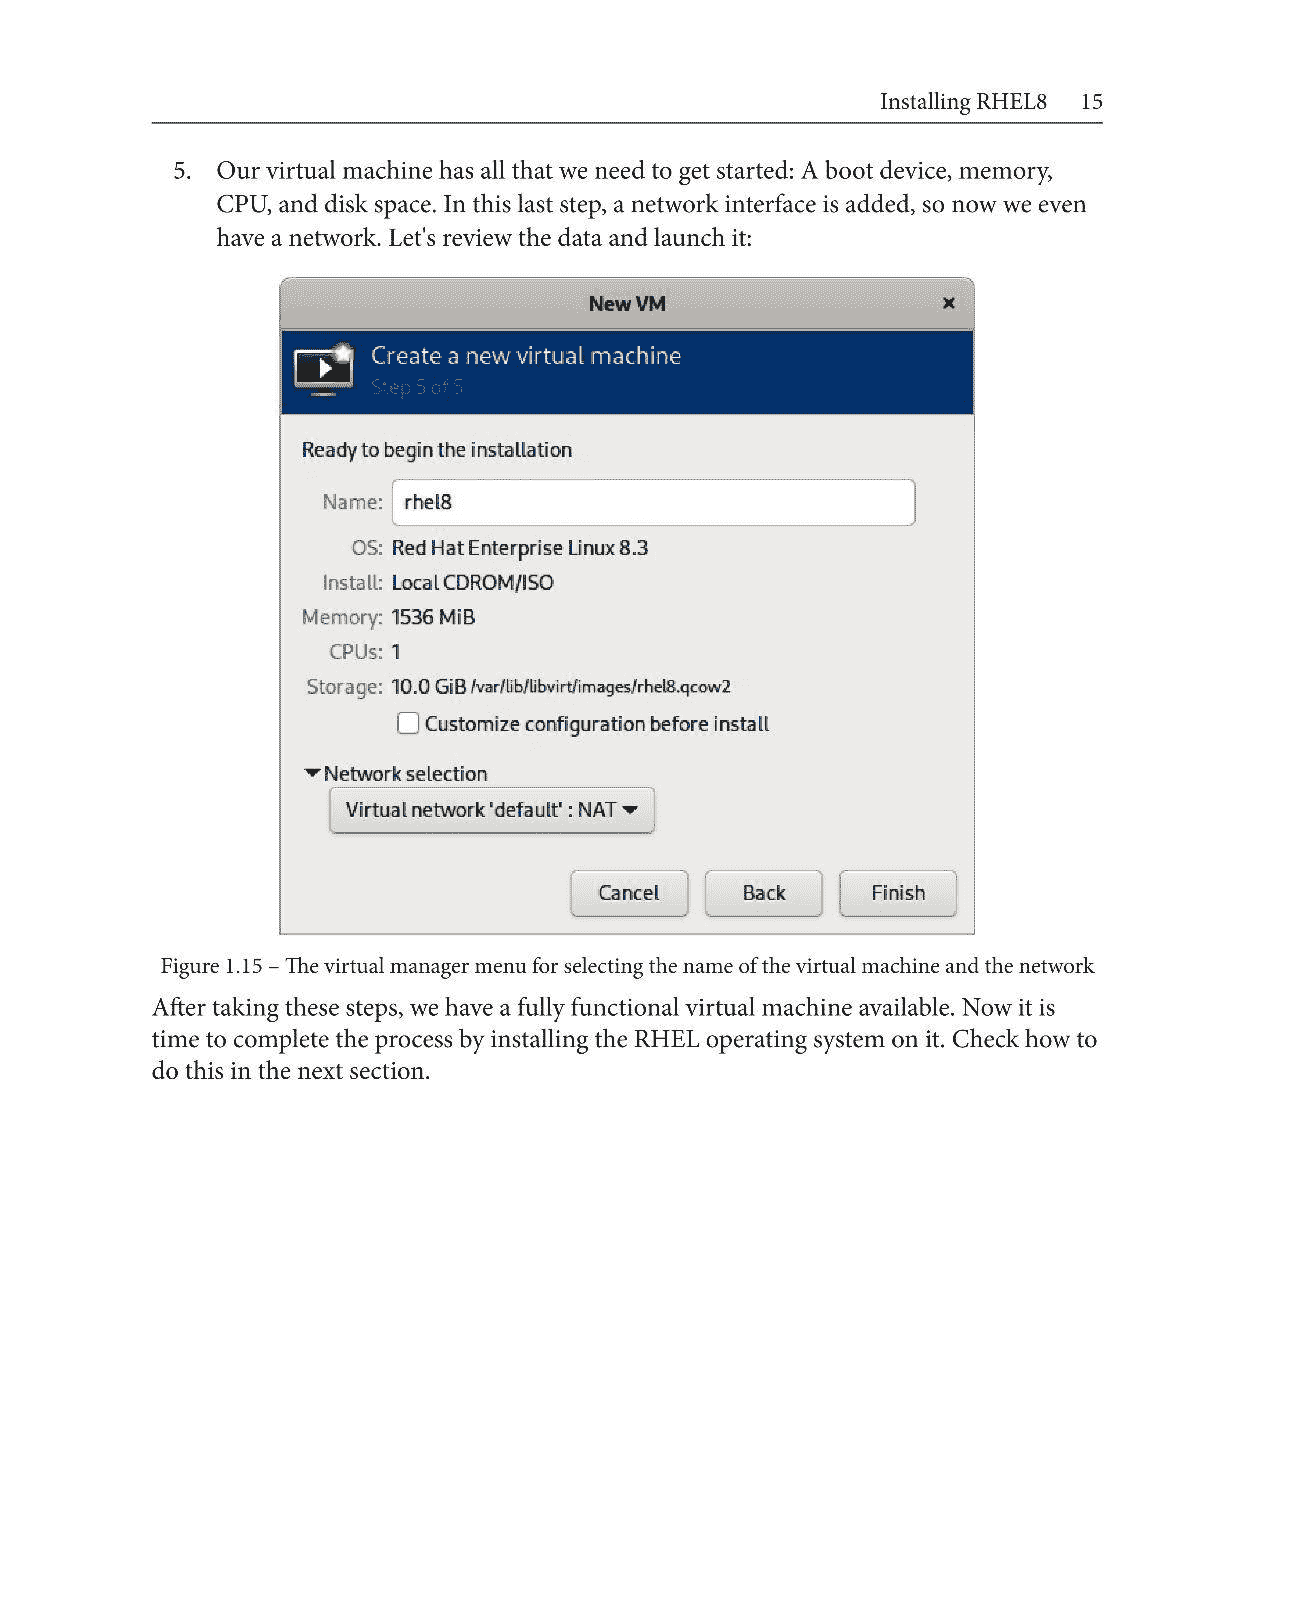 Installing RHEL8 15
5. Our virtual machine has all that we need to get started: A boot device, memory,
CPU, and disk space. In this last step, a network interface is added, so now we even
have a network. Let's review the data and launch it:
New VM
Create a new virtual machine
Step 5 of 5
Ready to begin the installation
Name: rhel8
OS: Red Hat Enterprise Linux 8.3
Install: Local CDROM/ISO
Memory: 1536 MiB
CPUs: 1
Storage: 10.0 GiB /var/lib/libvirt/images/rhel8.qcow2
Customize configuration before install
Network selection
Virtual network 'default' : NAT
Cancel Back Finish
Figure 1.15 – The virtual manager menu for selecting the name of the virtual machine and the network
After taking these steps, we have a fully functional virtual machine available. Now it is
time to complete the process by installing the RHEL operating system on it. Check how to
do this in the next section.